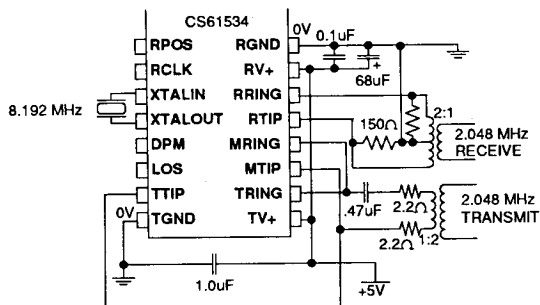 CS61534
RPOS RGND 0V
0.1uF
RCLK RV+
68uF
+
XTALIN RRING
8.192 MHz
XTALOUT RTIP
150Ω
2:1
DPM MRING
2.048 MHz
RECEIVE
LOS MTIP
TTIP TRING
.47uF
2.2Ω
2.048 MHz
TRANSMIT
0V
TGND TV+
2.2Ω
1:2
1.0uF
+5V